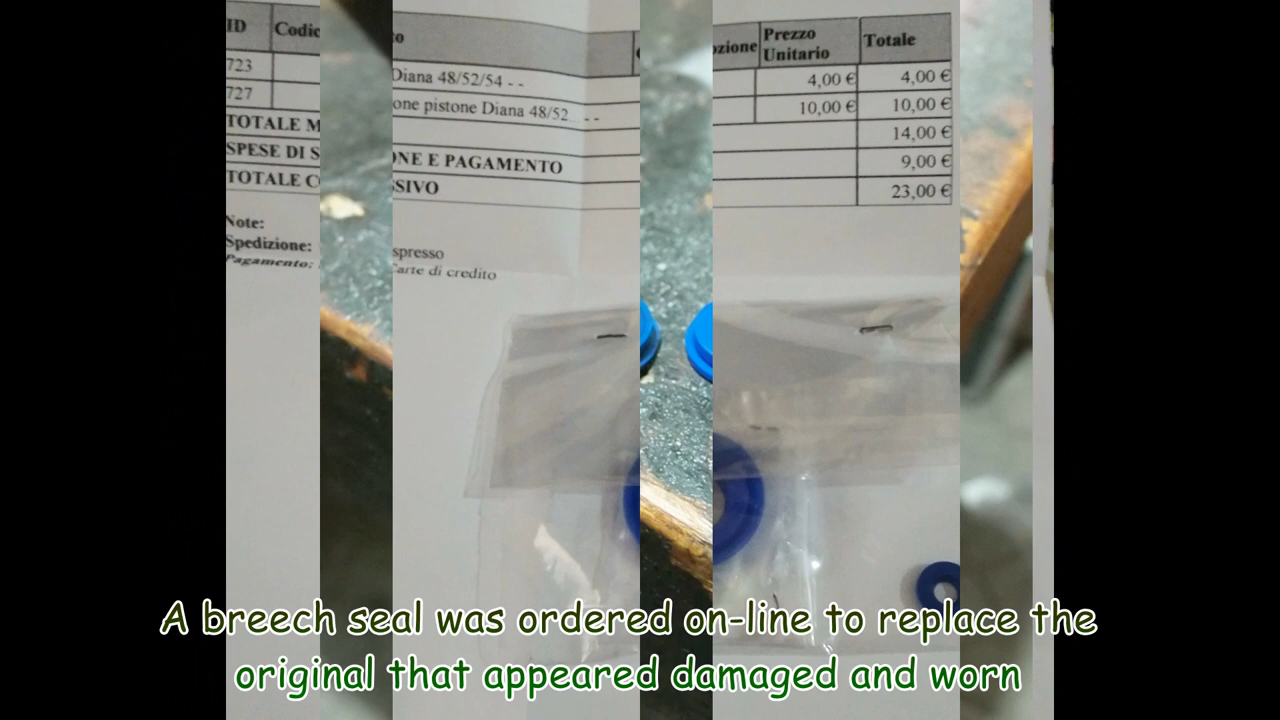 ID Codic to ozione Prezzo Unitario Totale
723 Diana 48/52/54 - - 4,00 € 4,00 €
727 one pistone Diana 48/52 - - 10,00 € 10,00 €
TOTALE M 14,00 €
SPESE DI S ONE E PAGAMENTO 9,00 €
TOTALE C SSIVO 23,00 €
Note:
Spedizione: spresso
Pagamento: Carte di credito
A breech seal was ordered on-line to replace the
original that appeared damaged and worn